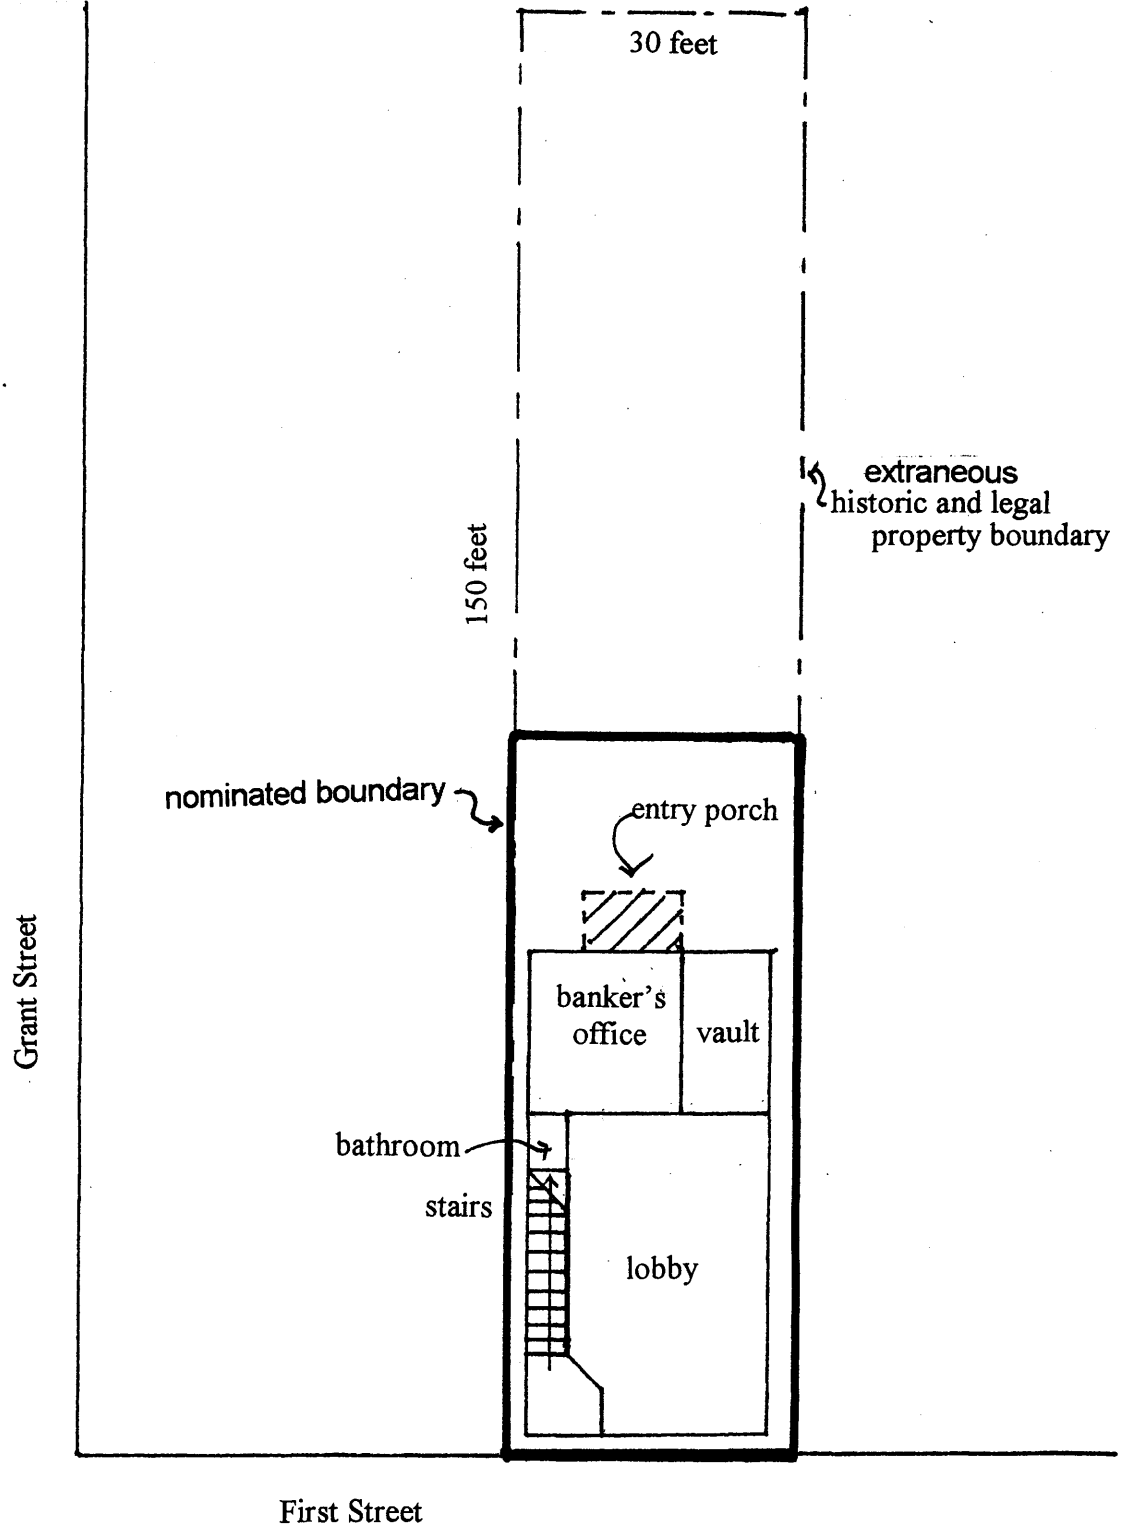 30 feet
extraneous
historic and legal
property boundary
150 feet
nominated boundary
entry porch
Grant Street
banker's
office
vault
bathroom
stairs
lobby
First Street